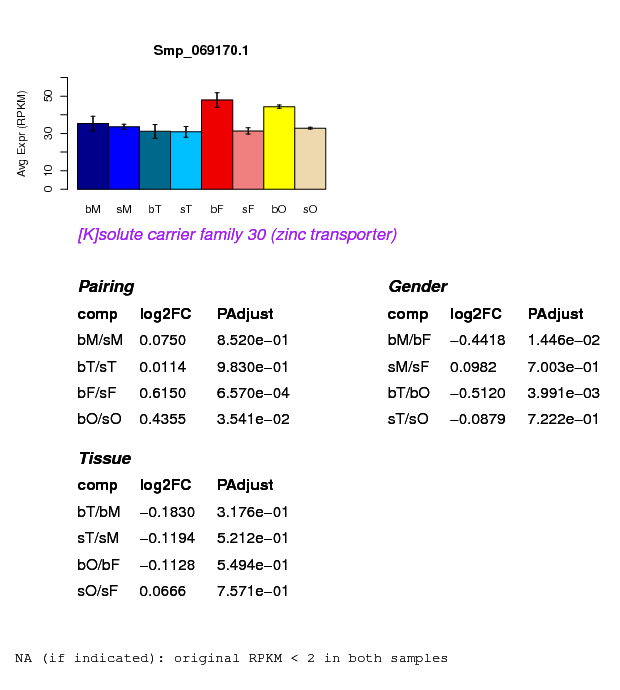 Smp_069170.1
Avg Expr (RPKM)
0 10 30 50
bM sM bT sT bF sF bO sO
[K]solute carrier family 30 (zinc transporter)
Pairing
comp log2FC PAdjust
bM/sM 0.0750 8.520e−01
bT/sT 0.0114 9.830e−01
bF/sF 0.6150 6.570e−04
bO/sO 0.4355 3.541e−02
Gender
comp log2FC PAdjust
bM/bF −0.4418 1.446e−02
sM/sF 0.0982 7.003e−01
bT/bO −0.5120 3.991e−03
sT/sO −0.0879 7.222e−01
Tissue
comp log2FC PAdjust
bT/bM −0.1830 3.176e−01
sT/sM −0.1194 5.212e−01
bO/bF −0.1128 5.494e−01
sO/sF 0.0666 7.571e−01
NA (if indicated): original RPKM < 2 in both samples